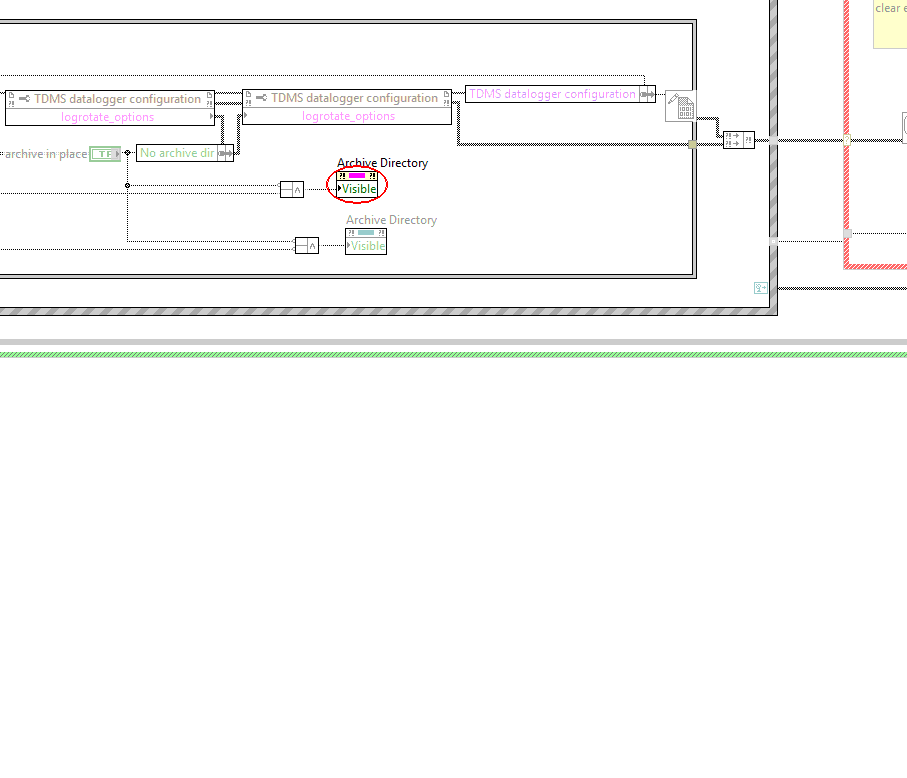 clear e
TDMS datalogger configuration
logrotate_options
TDMS datalogger configuration
logrotate_options
TDMS datalogger configuration
archive in place
TF
No archive dir
Archive Directory
Visible
Archive Directory
Visible